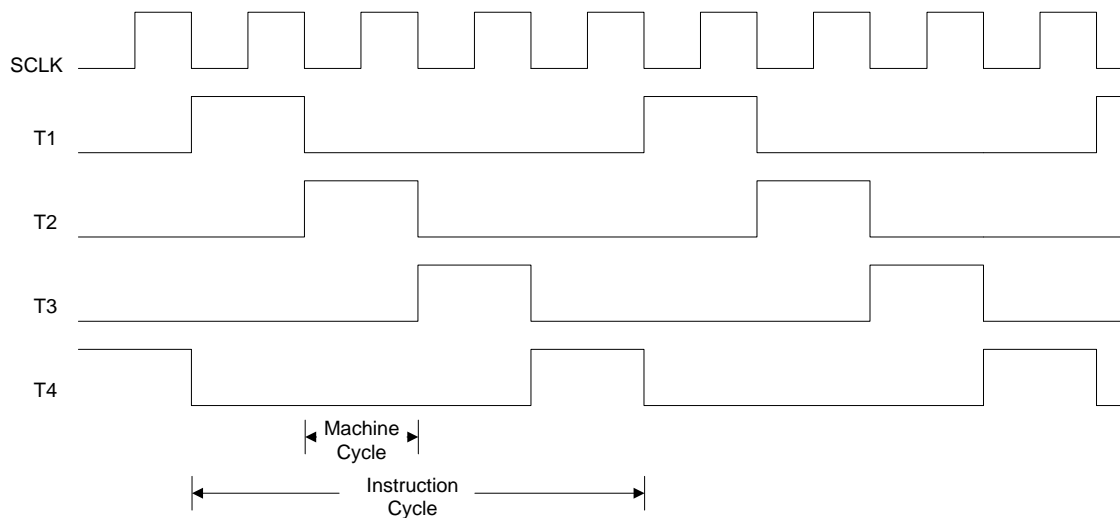 SCLK
T1
T2
T3
T4
Machine
Cycle
Instruction
Cycle